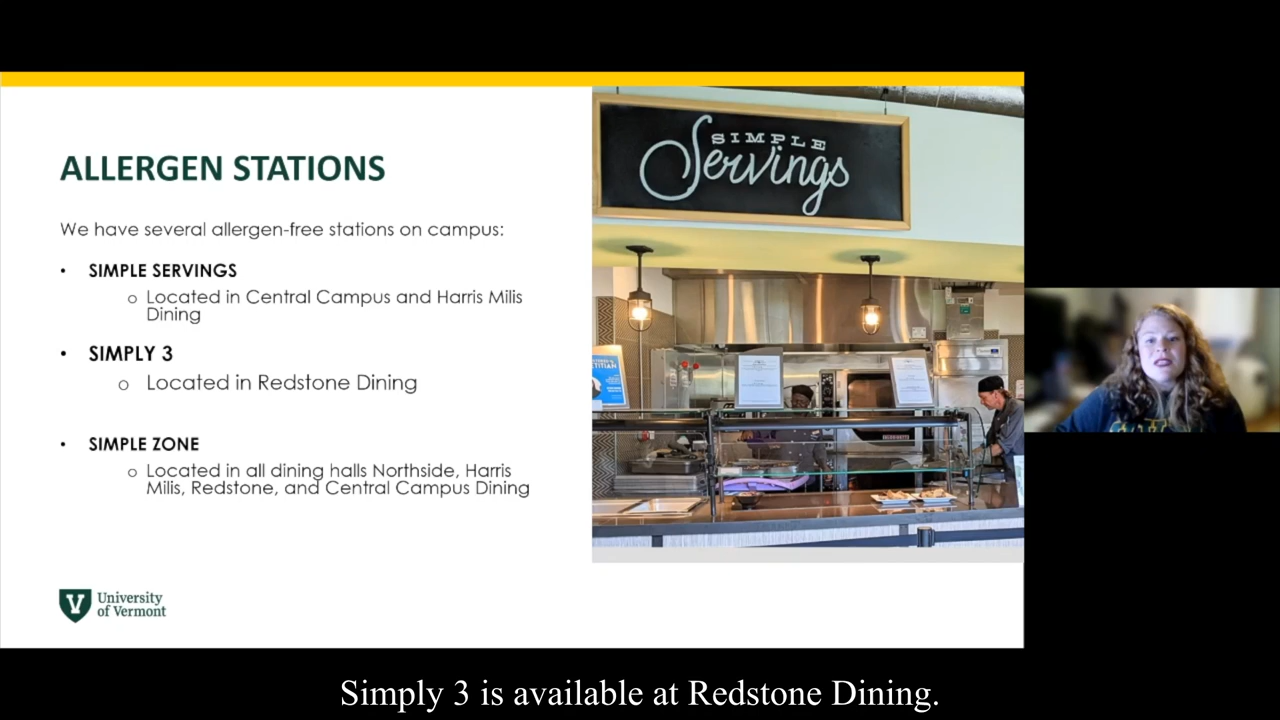 ALLERGEN STATIONS
We have several allergen-free stations on campus:
• SIMPLE SERVINGS
o Located in Central Campus and Harris Milis
Dining
• SIMPLY 3
o Located in Redstone Dining
• SIMPLE ZONE
o Located in all dining halls Northside, Harris
Milis, Redstone, and Central Campus Dining
University
of Vermont
SIMPLE
Servings
Simply 3 is available at Redstone Dining.